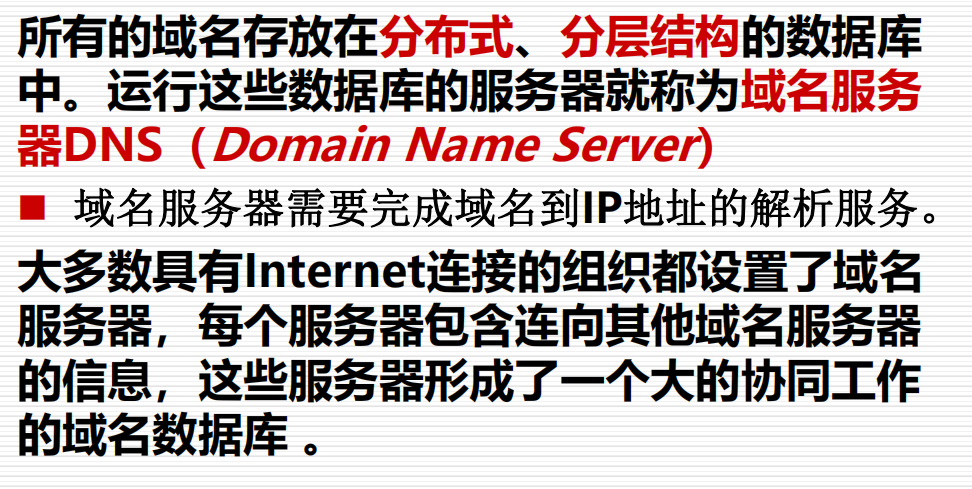 所有的域名存放在分布式、分层结构的数据库
中。运行这些数据库的服务器就称为域名服务
器DNS（Domain Name Server）
域名服务器需要完成域名到IP地址的解析服务。
大多数具有Internet连接的组织都设置了域名
服务器，每个服务器包含连向其他域名服务器
的信息，这些服务器形成了一个大的协同工作
的域名数据库 。